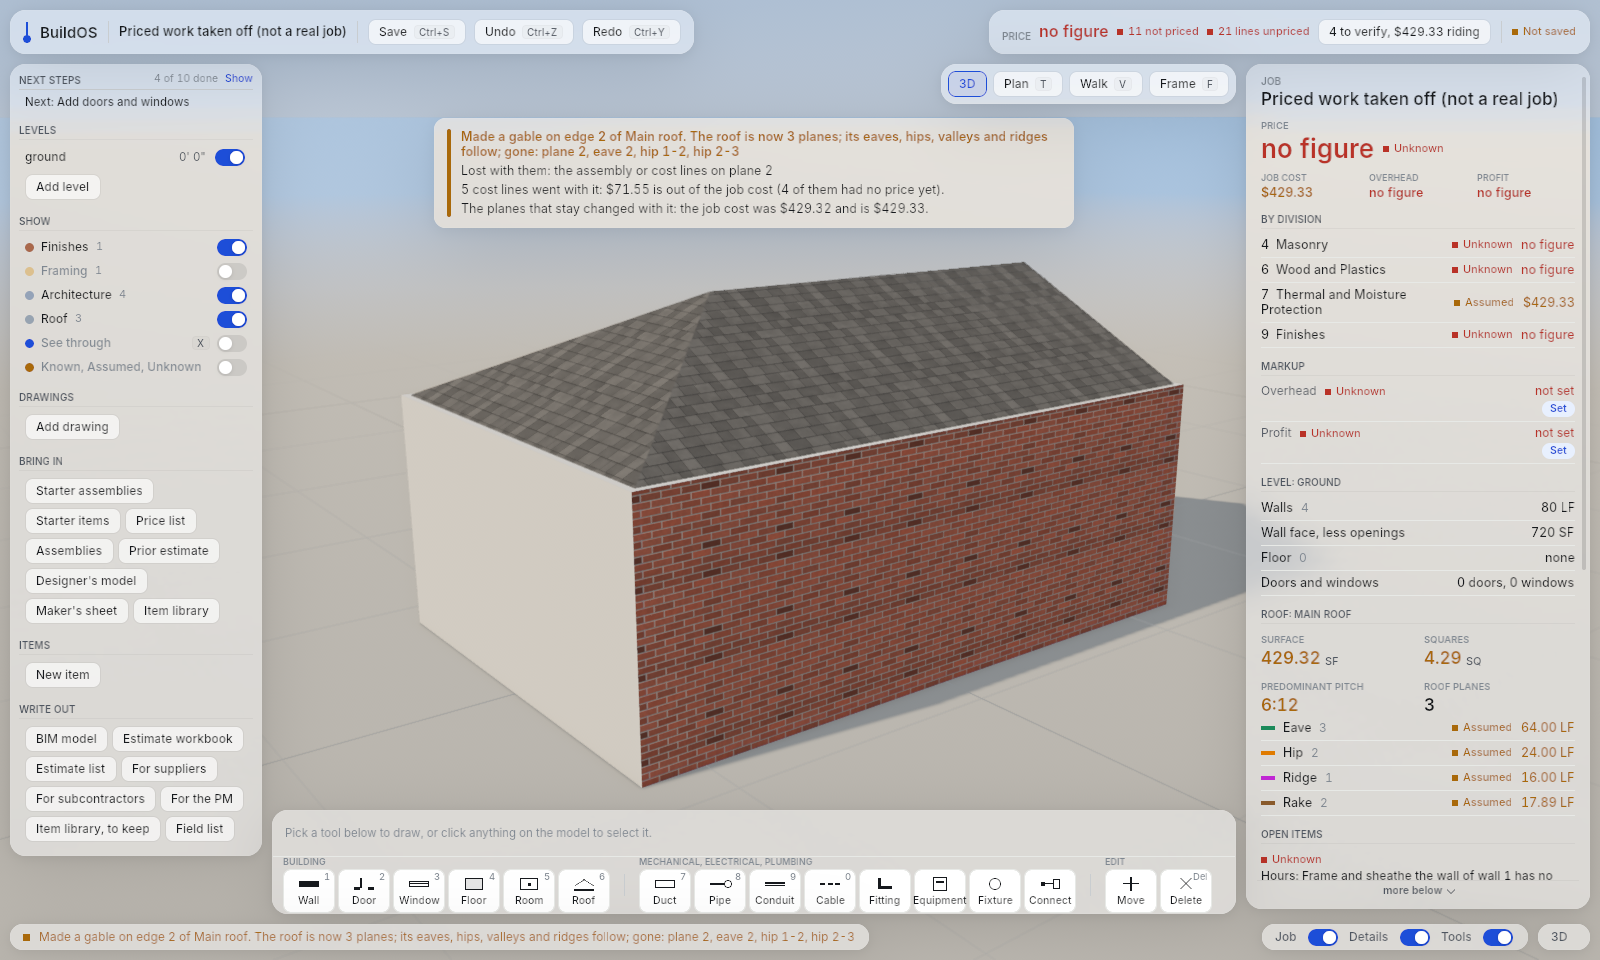 BuildOS
Priced work taken off (not a real job)
Save Ctrl+S
Undo Ctrl+Z
Redo Ctrl+Y
PRICE no figure 11 not priced 21 lines unpriced 4 to verify, $429.33 riding Not saved
NEXT STEPS 4 of 10 done Show
Next: Add doors and windows
LEVELS
ground 0' 0"
Add level
SHOW
Finishes 1
Framing 1
Architecture 4
Roof 3
See through X
Known, Assumed, Unknown
DRAWINGS
Add drawing
BRING IN
Starter assemblies
Starter items Price list
Assemblies Prior estimate
Designer's model
Maker's sheet Item library
ITEMS
New item
WRITE OUT
BIM model Estimate workbook
Estimate list For suppliers
For subcontractors For the PM
Item library, to keep Field list
3D Plan T Walk V Frame F
Made a gable on edge 2 of Main roof. The roof is now 3 planes; its eaves, hips, valleys and ridges
follow; gone: plane 2, eave 2, hip 1-2, hip 2-3
Lost with them: the assembly or cost lines on plane 2
5 cost lines went with it: $71.55 is out of the job cost (4 of them had no price yet).
The planes that stay changed with it: the job cost was $429.32 and is $429.33.
JOB
Priced work taken off (not a real job)
PRICE
no figure Unknown
JOB COST OVERHEAD PROFIT
$429.33 no figure no figure
BY DIVISION
4 Masonry Unknown no figure
6 Wood and Plastics Unknown no figure
7 Thermal and Moisture
Protection Assumed $429.33
9 Finishes Unknown no figure
MARKUP
Overhead Unknown not set
Set
Profit Unknown not set
Set
LEVEL: GROUND
Walls 4 80 LF
Wall face, less openings 720 SF
Floor 0 none
Doors and windows 0 doors, 0 windows
ROOF: MAIN ROOF
SURFACE SQUARES
429.32 SF 4.29 SQ
PREDOMINANT PITCH ROOF PLANES
6:12 3
Eave 3 Assumed 64.00 LF
Hip 2 Assumed 24.00 LF
Ridge 1 Assumed 16.00 LF
Rake 2 Assumed 17.89 LF
OPEN ITEMS
Unknown
Hours: Frame and sheathe the wall of wall 1 has no
more below
Pick a tool below to draw, or click anything on the model to select it.
BUILDING MECHANICAL, ELECTRICAL, PLUMBING EDIT
1 2 3 4 5 6 7 8 9 0 Del
Wall Door Window Floor Room Roof Duct Pipe Conduit Cable Fitting Equipment Fixture Connect Move Delete
Made a gable on edge 2 of Main roof. The roof is now 3 planes; its eaves, hips, valleys and ridges follow; gone: plane 2, eave 2, hip 1-2, hip 2-3
Job Details Tools 3D